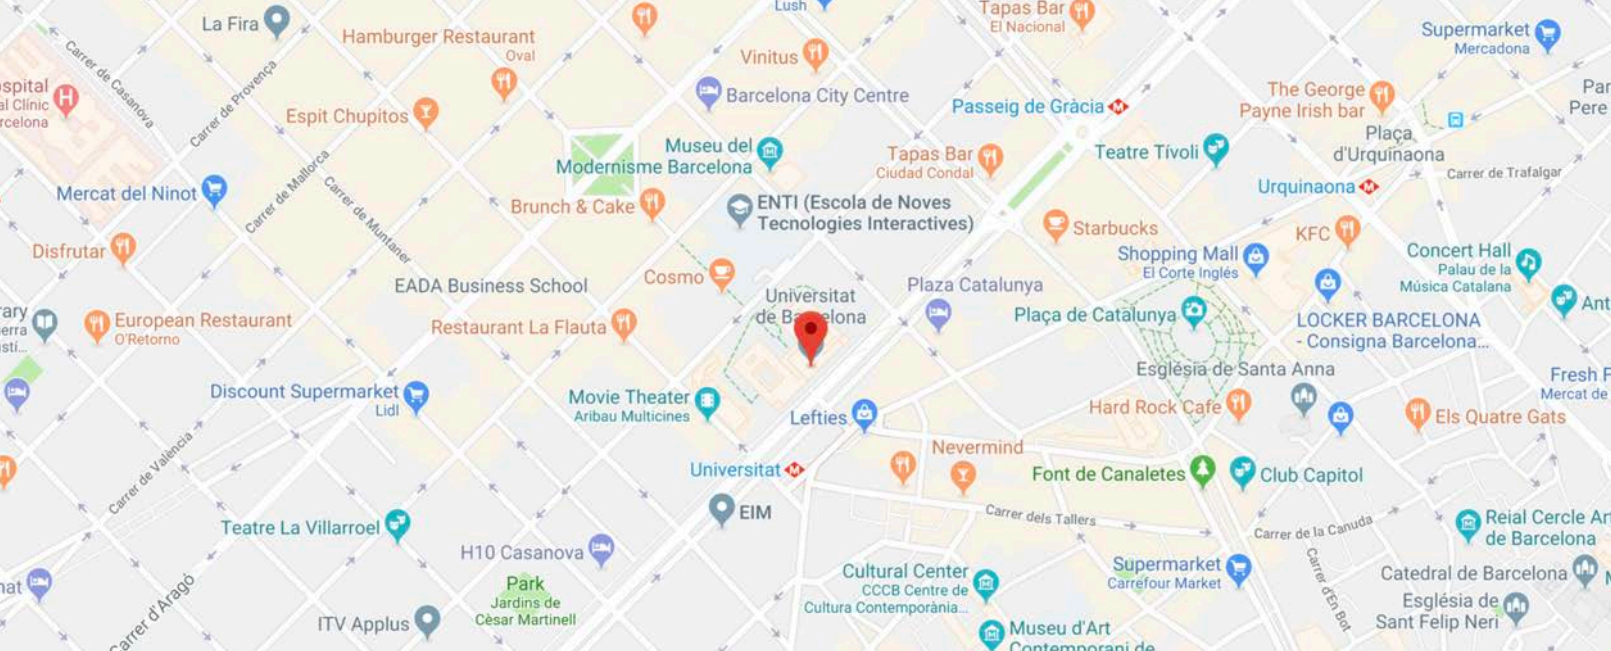 Lush
Tapas Bar
El Nacional
La Fira
Hamburger Restaurant
Oval
Supermarket
Mercadona
Carrer de Casanova
Vinitus
Carrer de Provença
Barcelona City Centre
Passeig de Gràcia
The George
Payne Irish bar
Pere
Espit Chupitos
Plaça
d'Urquinaona
Museu del
Modernisme Barcelona
Tapas Bar
Ciudad Condal
Teatre Tívoli
Carrer de Trafalgar
Urquinaona
Mercat del Ninot
Carrer de Mallorca
Carrer de Muntaner
Brunch & Cake
ENTI (Escola de Noves
Tecnologies Interactives)
Starbucks
KFC
Disfrutar
Shopping Mall
El Corte Inglés
Concert Hall
Palau de la
Música Catalana
Cosmo
EADA Business School
Plaza Catalunya
Universitat
de Barcelona
Plaça de Catalunya
Ant
LOCKER BARCELONA
- Consigna Barcelona...
European Restaurant
O'Retorno
Restaurant La Flauta
Església de Santa Anna
Fresh F
Mercat de
Discount Supermarket
Lidl
Movie Theater
Aribau Multicines
Lefties
Hard Rock Cafe
Els Quatre Gats
Nevermind
Carrer de València
Universitat
Font de Canaletes
Club Capitol
EIM
Carrer dels Tallers
Carrer de la Canuda
Reial Cercle Ar
de Barcelona
Teatre La Villarroel
H10 Casanova
Supermarket
Carrefour Market
Cultural Center
CCCB Centre de
Cultura Contemporània...
Catedral de Barcelona
Park
Jardins de
Cèsar Martinell
Carrer d'En Bot
Església de
Sant Felip Neri
Carrer d'Aragó
ITV Applus
Museu d'Art
Contemporani de